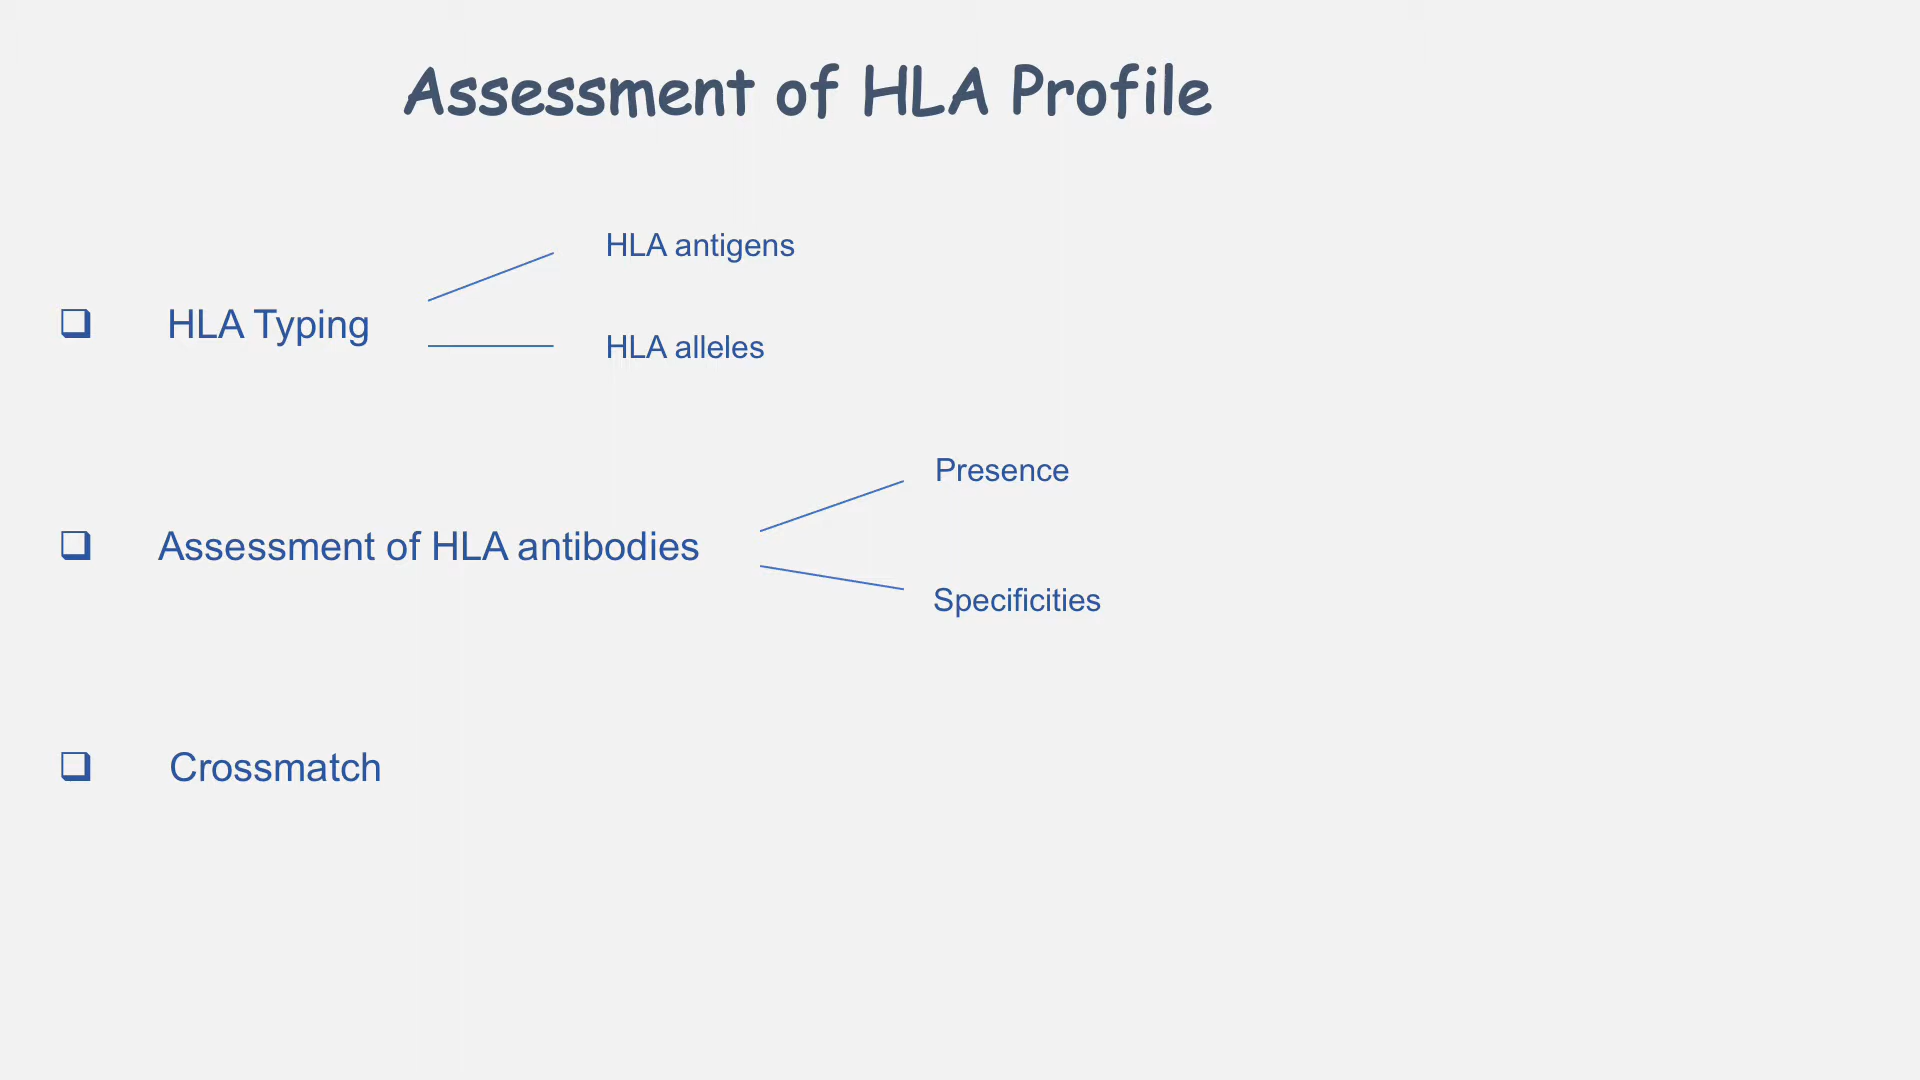 Assessment of HLA Profile
HLA antigens
HLA Typing
HLA alleles
Presence
Assessment of HLA antibodies
Specificities
Crossmatch